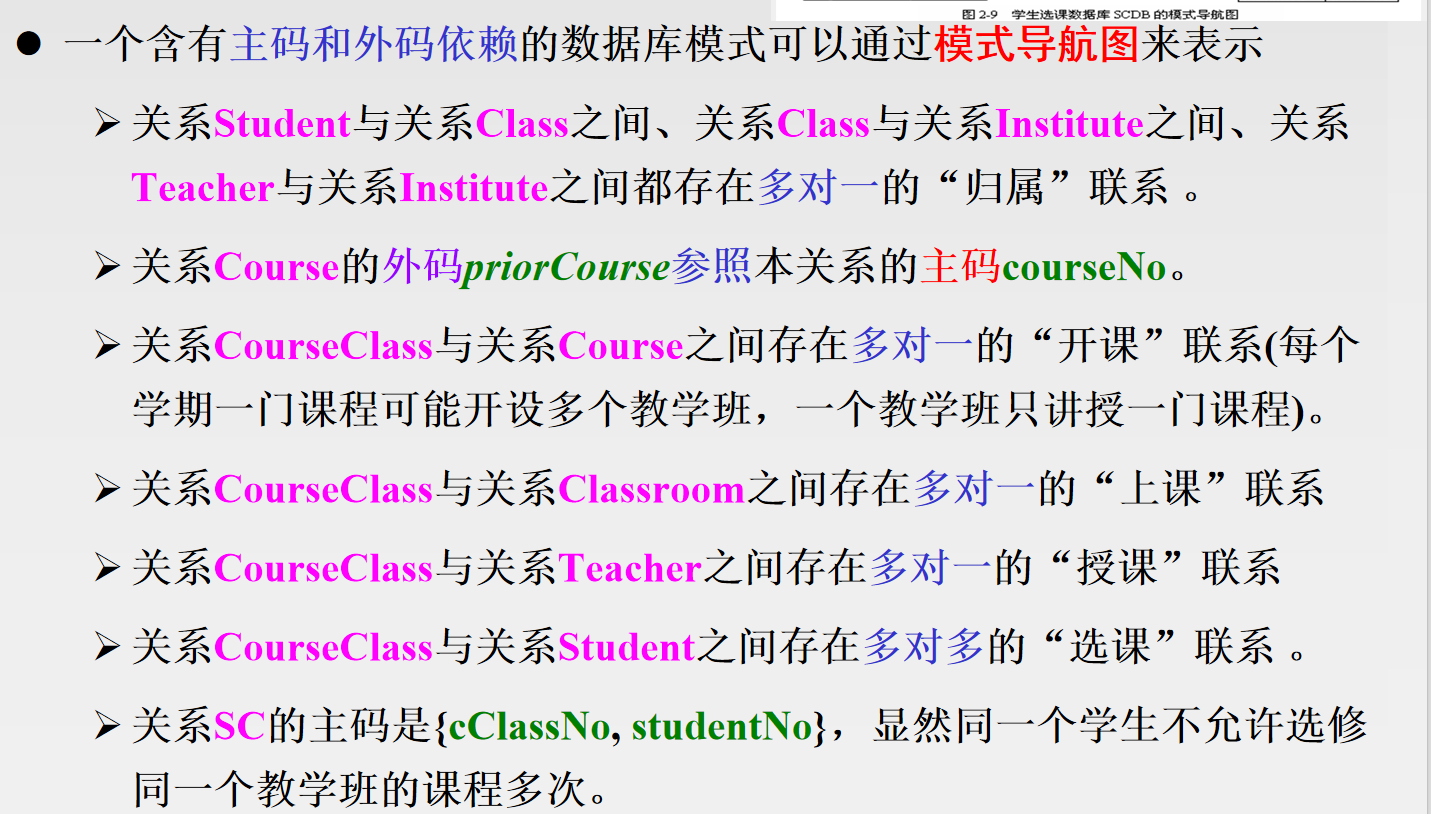 图 2-9 学生选课数据库 SCDB 的模式导航图
● 一个含有主码和外码依赖的数据库模式可以通过模式导航图来表示
➢ 关系Student与关系Class之间、关系Class与关系Institute之间、关系
Teacher与关系Institute之间都存在多对一的“归属”联系 。
➢ 关系Course的外码priorCourse参照本关系的主码courseNo。
➢ 关系CourseClass与关系Course之间存在多对一的“开课”联系(每个
学期一门课程可能开设多个教学班，一个教学班只讲授一门课程)。
➢ 关系CourseClass与关系Classroom之间存在多对一的“上课”联系
➢ 关系CourseClass与关系Teacher之间存在多对一的“授课”联系
➢ 关系CourseClass与关系Student之间存在多对多的“选课”联系 。
➢ 关系SC的主码是{cClassNo, studentNo}，显然同一个学生不允许选修
同一个教学班的课程多次。